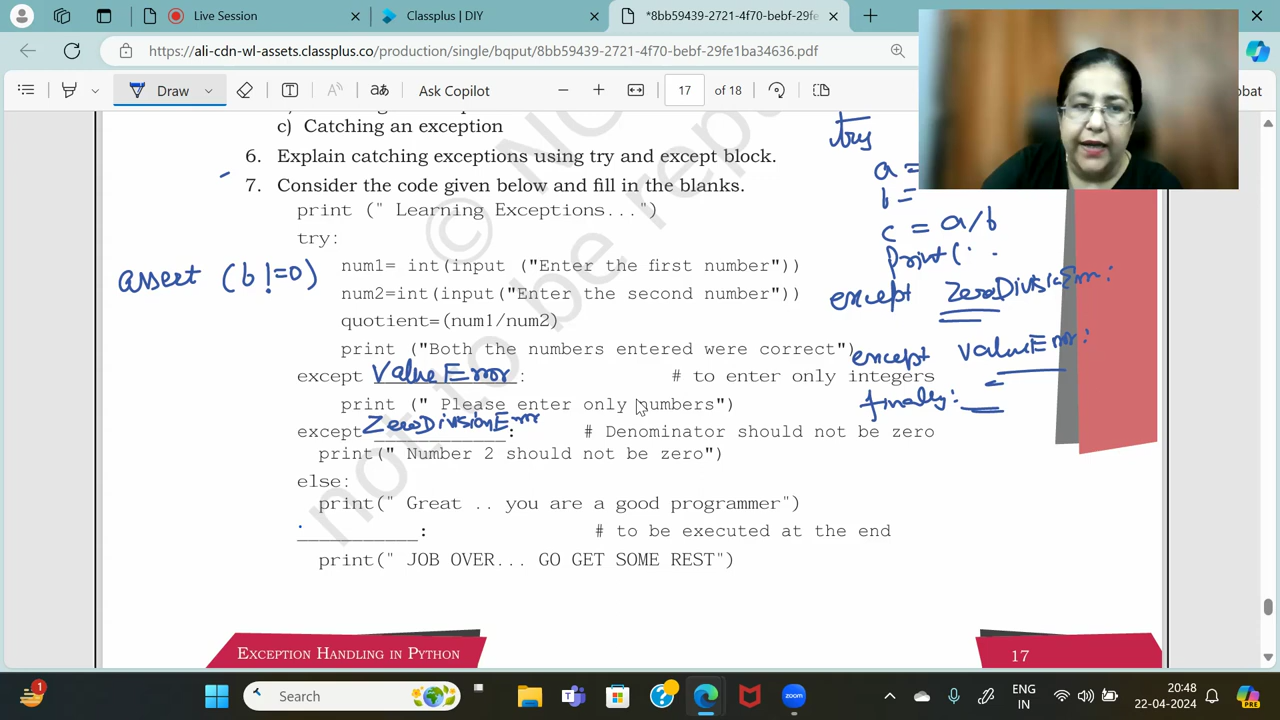 Live Session
Classplus | DIY
*8bb59439-2721-4f70-bebf-29fe
https://ali-cdn-wl-assets.classplus.co/production/single/bqput/8bb59439-2721-4f70-bebf-29fe1ba34636.pdf
Draw
Ask Copilot
17 of 18
c) Catching an exception
try
6. Explain catching exceptions using try and except block.
a =
7. Consider the code given below and fill in the blanks.
b =
print (" Learning Exceptions...")
c = a/b
try:
print (
assert (b != 0)
num1= int(input ("Enter the first number"))
num2=int(input("Enter the second number"))
except ZeroDivisionErr:
quotient=(num1/num2)
print ("Both the numbers entered were correct")
except ValueError:
except ValueError: # to enter only integers
print (" Please enter only numbers")
finally:
except ZeroDivisionError: # Denominator should not be zero
print(" Number 2 should not be zero")
else:
print(" Great .. you are a good programmer")
___________: # to be executed at the end
print(" JOB OVER... GO GET SOME REST")
EXCEPTION HANDLING IN PYTHON
17
1
Search
zoom
ENG
IN
20:48
22-04-2024
PRE